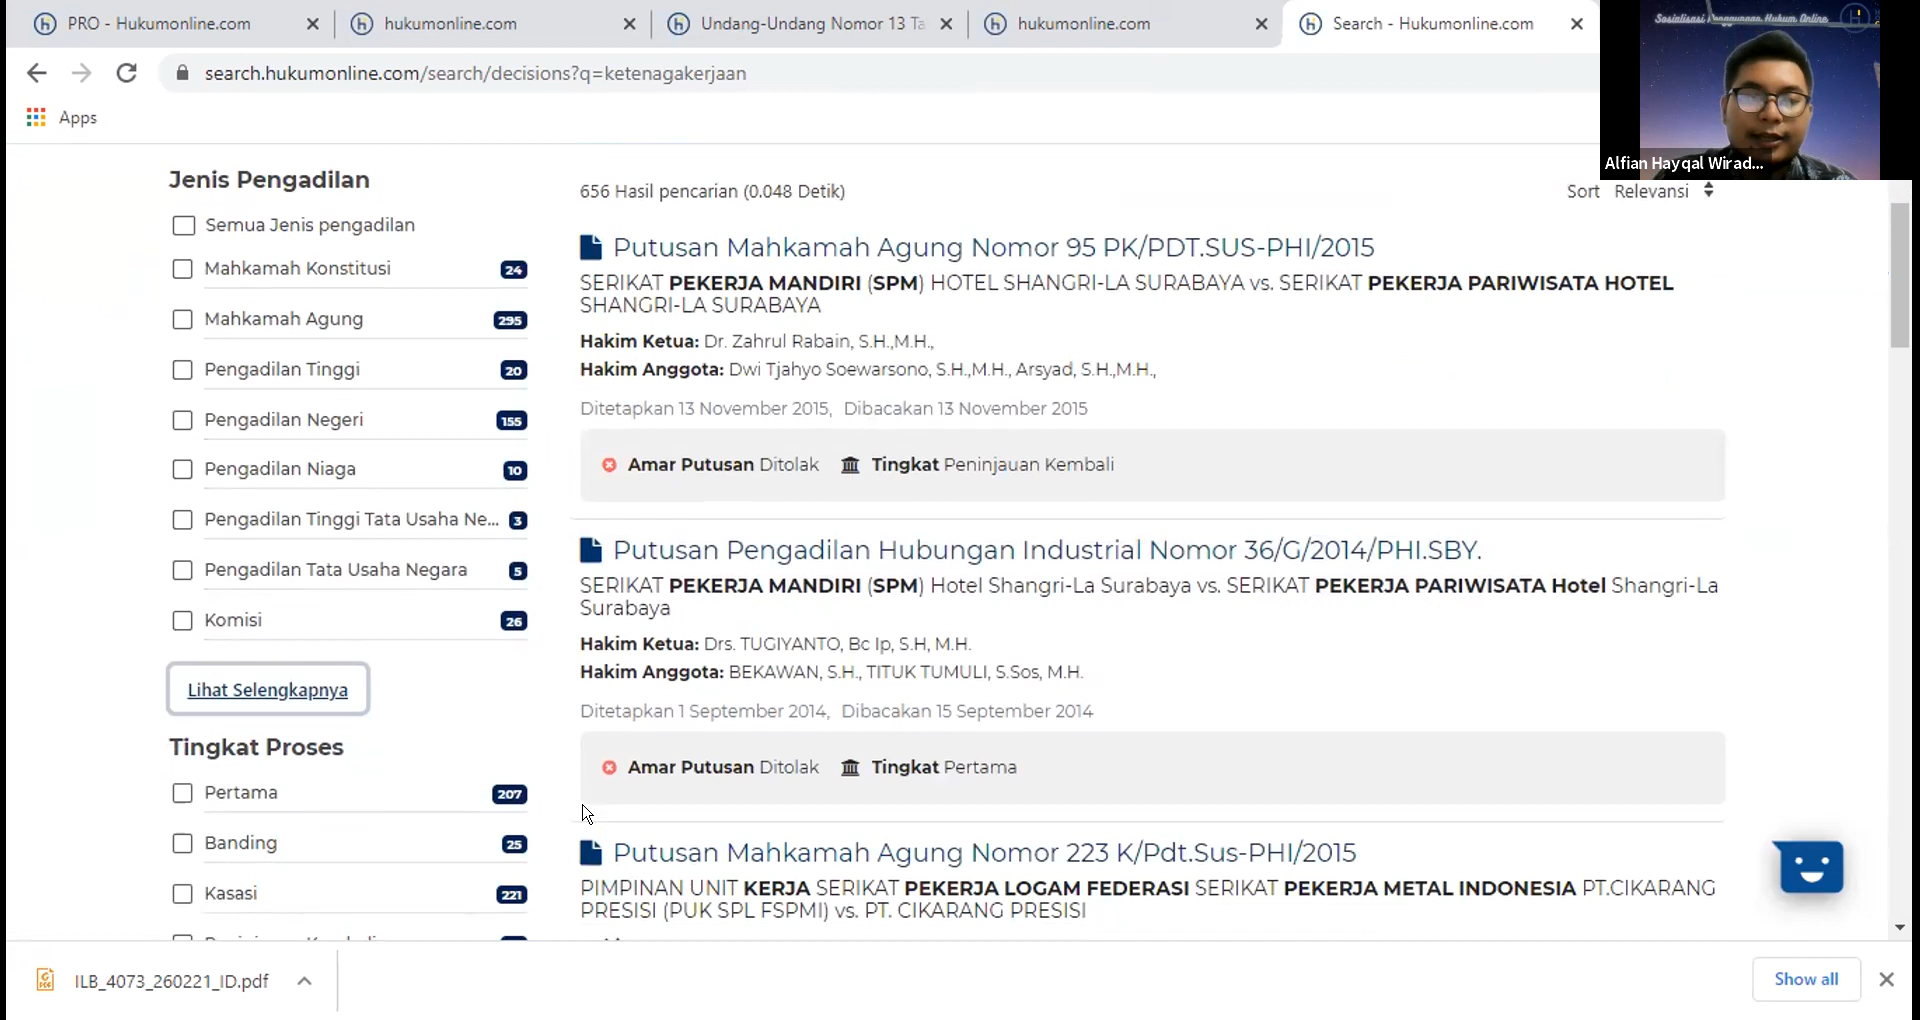 PRO - Hukumonline.com
hukumonline.com
Undang-Undang Nomor 13 Ta
hukumonline.com
Search - Hukumonline.com
Sosialisasi Penggunaan Hukum Online
search.hukumonline.com/search/decisions?q=ketenagakerjaan
Apps
Alfian Hayqal Wirad...
Jenis Pengadilan
Semua Jenis pengadilan
Mahkamah Konstitusi 24
Mahkamah Agung 295
Pengadilan Tinggi 20
Pengadilan Negeri 155
Pengadilan Niaga 10
Pengadilan Tinggi Tata Usaha Ne... 3
Pengadilan Tata Usaha Negara 5
Komisi 26
Lihat Selengkapnya
Tingkat Proses
Pertama 207
Banding 25
Kasasi 221
656 Hasil pencarian (0.048 Detik)
Sort Relevansi
Putusan Mahkamah Agung Nomor 95 PK/PDT.SUS-PHI/2015
SERIKAT PEKERJA MANDIRI (SPM) HOTEL SHANGRI-LA SURABAYA vs. SERIKAT PEKERJA PARIWISATA HOTEL
SHANGRI-LA SURABAYA
Hakim Ketua: Dr. Zahrul Rabain, S.H.,M.H.,
Hakim Anggota: Dwi Tjahyo Soewarsono, S.H.,M.H., Arsyad, S.H.,M.H.,
Ditetapkan 13 November 2015, Dibacakan 13 November 2015
Amar Putusan Ditolak Tingkat Peninjauan Kembali
Putusan Pengadilan Hubungan Industrial Nomor 36/G/2014/PHI.SBY.
SERIKAT PEKERJA MANDIRI (SPM) Hotel Shangri-La Surabaya vs. SERIKAT PEKERJA PARIWISATA Hotel Shangri-La
Surabaya
Hakim Ketua: Drs. TUGIYANTO, Bc Ip, S.H, M.H.
Hakim Anggota: BEKAWAN, S.H., TITUK TUMULI, S.Sos, M.H.
Ditetapkan 1 September 2014, Dibacakan 15 September 2014
Amar Putusan Ditolak Tingkat Pertama
Putusan Mahkamah Agung Nomor 223 K/Pdt.Sus-PHI/2015
PIMPINAN UNIT KERJA SERIKAT PEKERJA LOGAM FEDERASI SERIKAT PEKERJA METAL INDONESIA PT.CIKARANG
PRESISI (PUK SPL FSPMI) vs. PT. CIKARANG PRESISI
ILB_4073_260221_ID.pdf
Show all